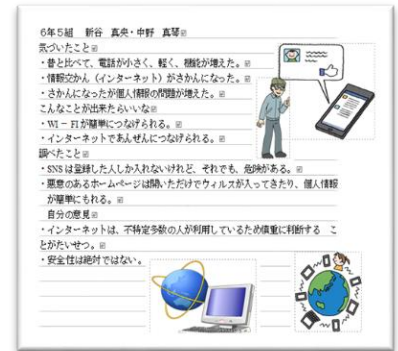 6年5組　新谷　真央・中野　真琴
気づいたこと
・昔と比べて、電話が小さく、軽く、機能が増えた。
・情報交かん（インターネット）がさかんになった。
・さかんになったが個人情報の問題が増えた。
こんなことが出来たらいいな
・WI－FIが簡単につなげられる。
・インターネットであんぜんにつなげられる。
調べたこと
・SNSは登録した人しか入れないけれど、それでも、危険がある。
・悪意のあるホームページは開いただけでウィルスが入ってきたり、個人情報
が簡単にもれる。
自分の意見
・インターネットは、不特定多数の人が利用しているため慎重に判断する　こ
とがたいせつ。
・安全性は絶対ではない。